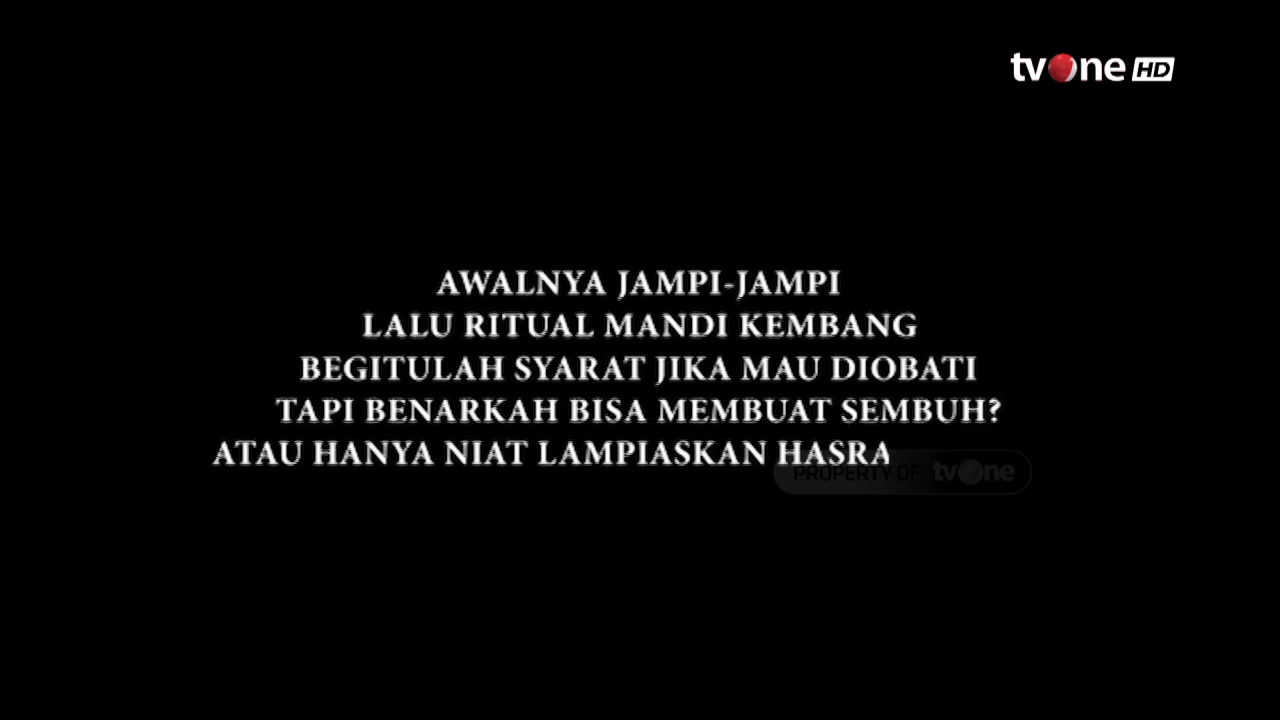 tvOne HD
AWALNYA JAMPI-JAMPI
LALU RITUAL MANDI KEMBANG
BEGITULAH SYARAT JIKA MAU DIOBATI
TAPI BENARKAH BISA MEMBUAT SEMBUH?
ATAU HANYA NIAT LAMPIASKAN HASRA
PROPERTY OF tvOne